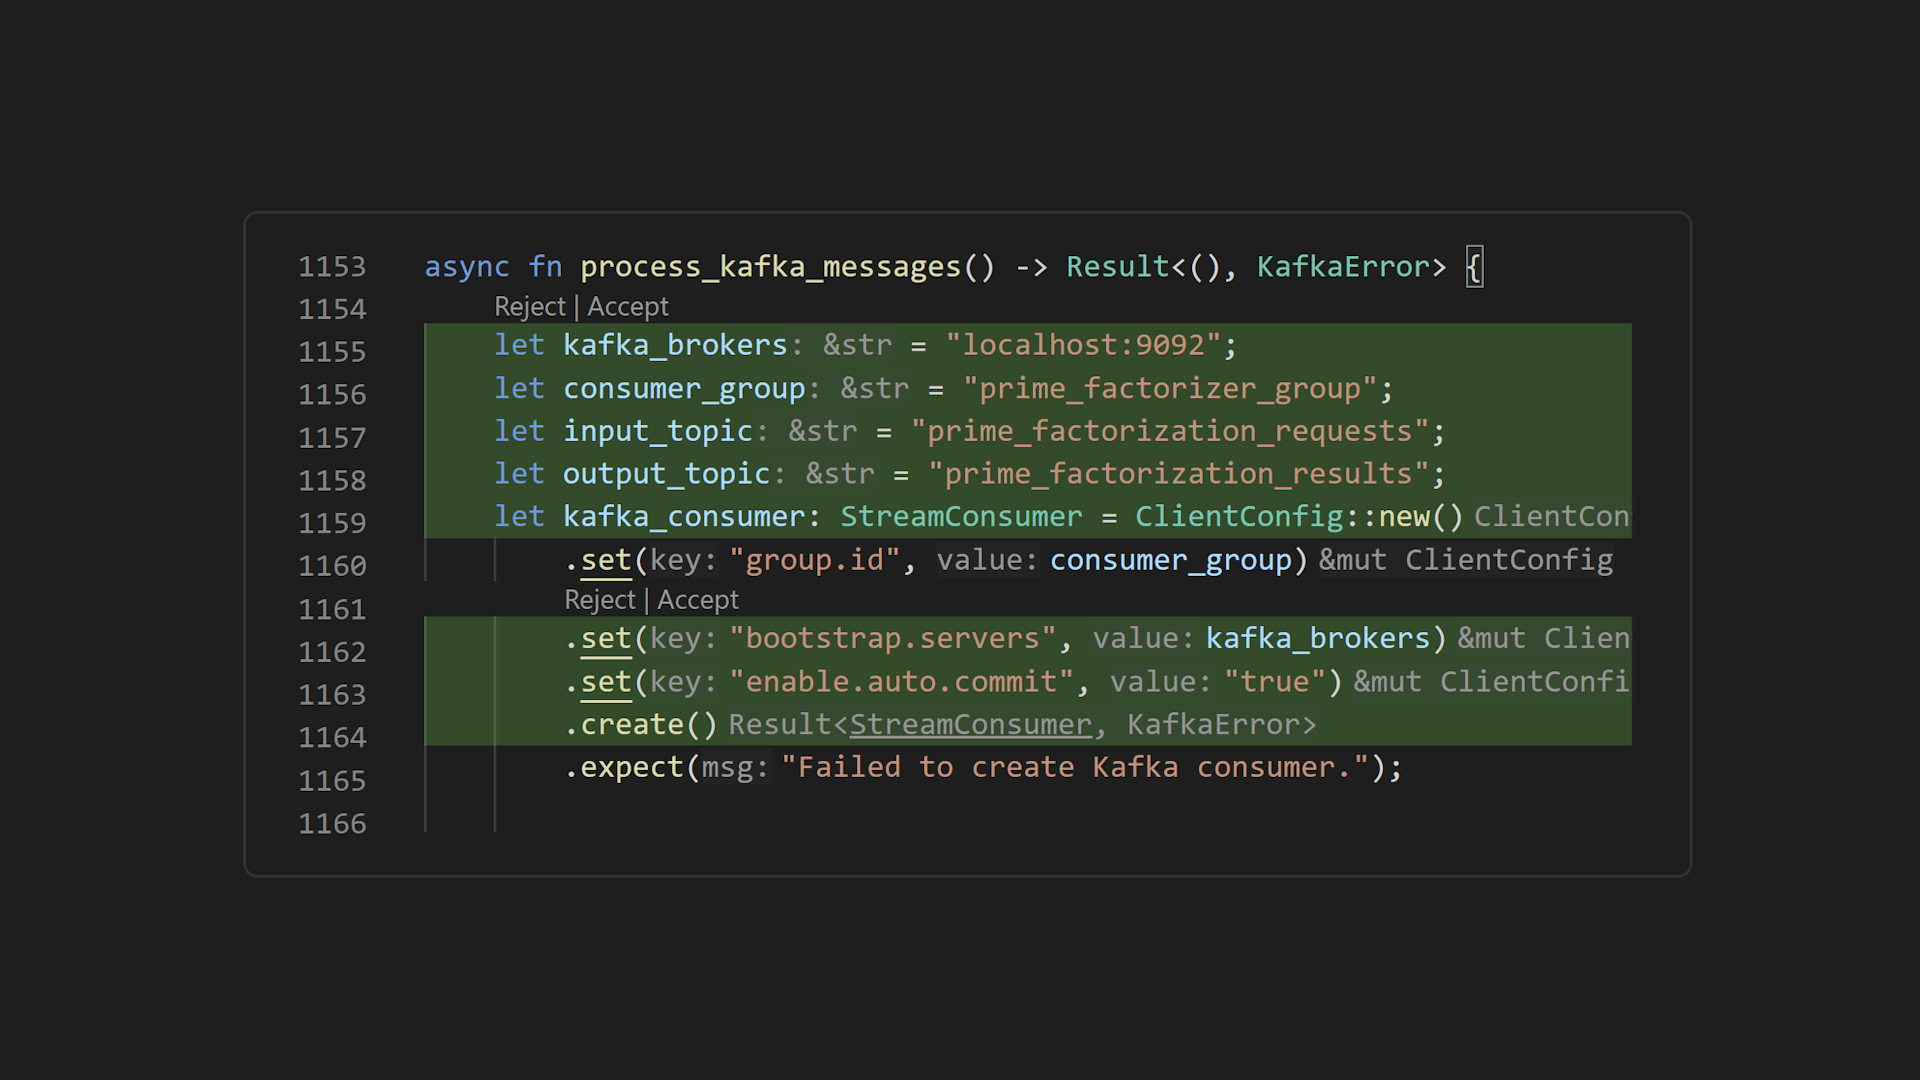 1153 async fn process_kafka_messages() -> Result<(), KafkaError> {
1154 Reject | Accept
1155 let kafka_brokers: &str = "localhost:9092";
1156 let consumer_group: &str = "prime_factorizer_group";
1157 let input_topic: &str = "prime_factorization_requests";
1158 let output_topic: &str = "prime_factorization_results";
1159 let kafka_consumer: StreamConsumer = ClientConfig::new() ClientCon
1160 .set(key: "group.id", value: consumer_group) &mut ClientConfig
1161 Reject | Accept
1162 .set(key: "bootstrap.servers", value: kafka_brokers) &mut Clien
1163 .set(key: "enable.auto.commit", value: "true") &mut ClientConfi
1164 .create() Result<StreamConsumer, KafkaError>
1165 .expect(msg: "Failed to create Kafka consumer.");
1166